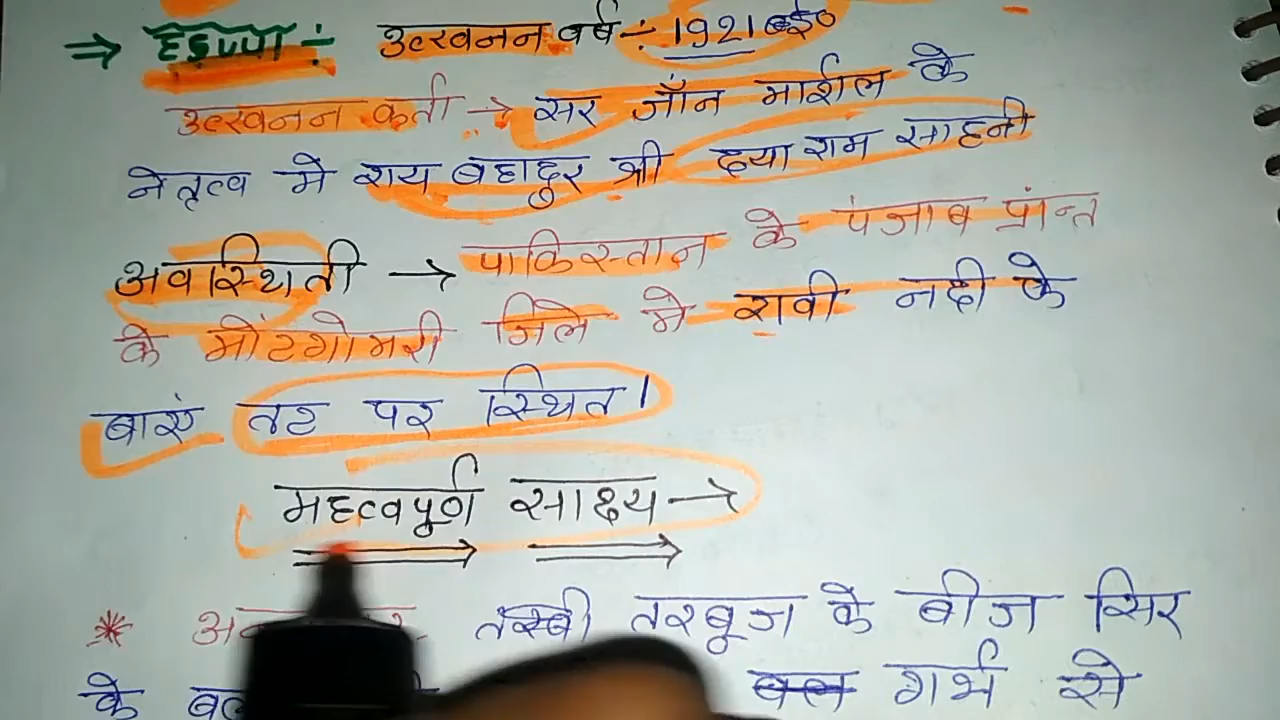 ⇒ हड़प्पा ÷ उत्खनन वर्ष ÷ 1921 ई०
उत्खनन कर्ता → सर जॉन मार्शल के
नेतृत्व मे राय बहादुर श्री दया राम साहनी
अवस्थिती → पाकिस्तान के पंजाब प्रांन्त
के मोंटगोमरी जिले मे रावी नदी के
बाएं तट पर स्थित।
महत्वपूर्ण साक्ष्य →
* तरबूज के बीज सिर
के गर्भ से